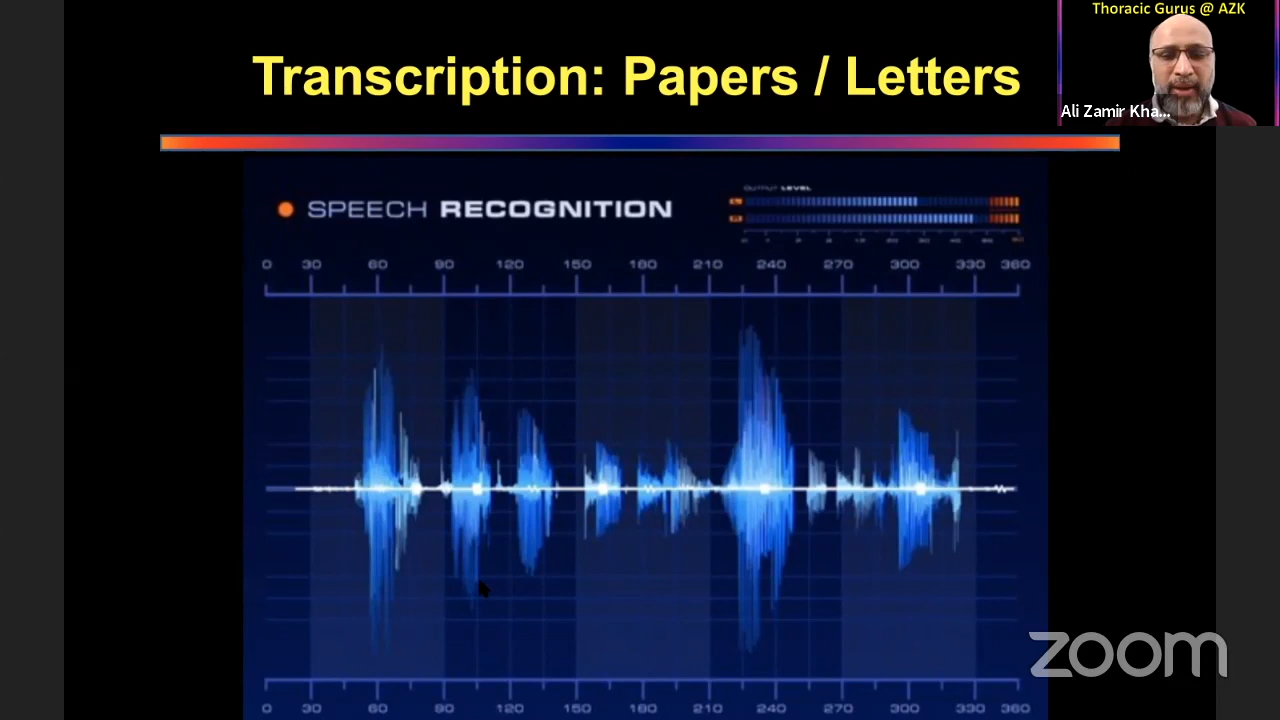 Thoracic Gurus @ AZK
Transcription: Papers / Letters
Ali Zamir Kha...
OUTPUT LEVEL
SPEECH RECOGNITION
0 30 60 90 120 150 180 210 240 270 300 330 360
zoom
0 30 60 90 120 150 180 210 240 270 300 330 360